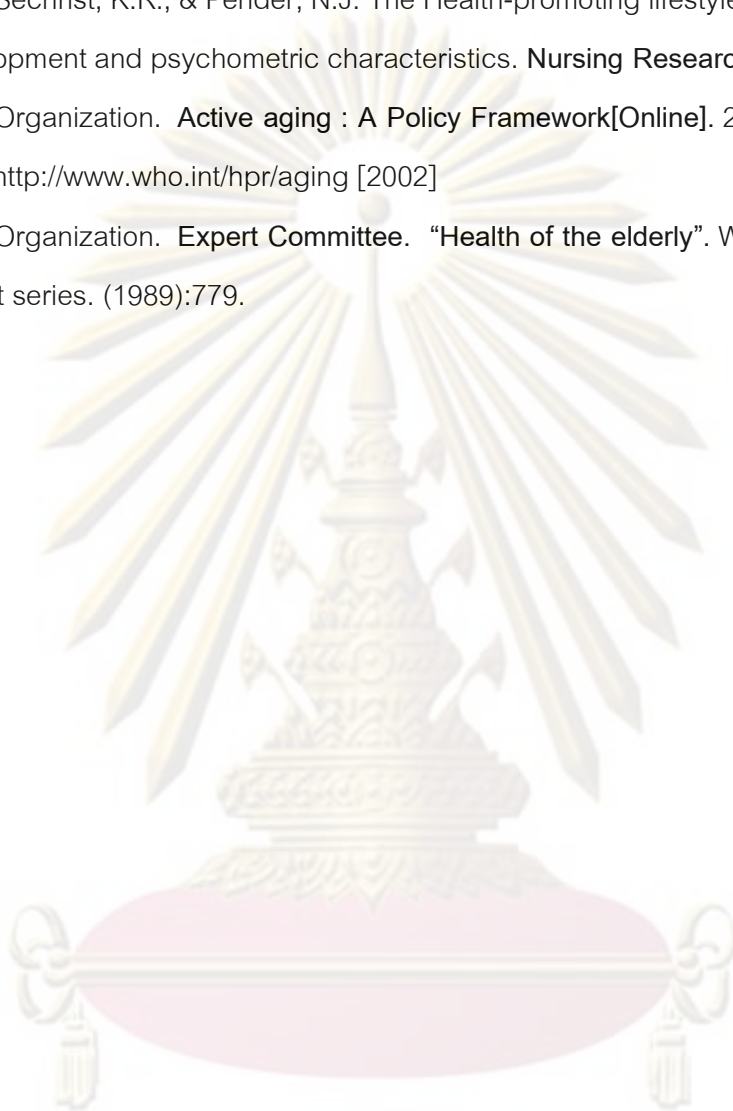 Sechrist, K.R., & Pender, N.J. The Health-promoting lifestyle
opment and psychometric characteristics. Nursing Researc
Organization. Active aging : A Policy Framework[Online]. 2
http://www.who.int/hpr/aging [2002]
Organization. Expert Committee. “Health of the elderly”. W
t series. (1989):779.